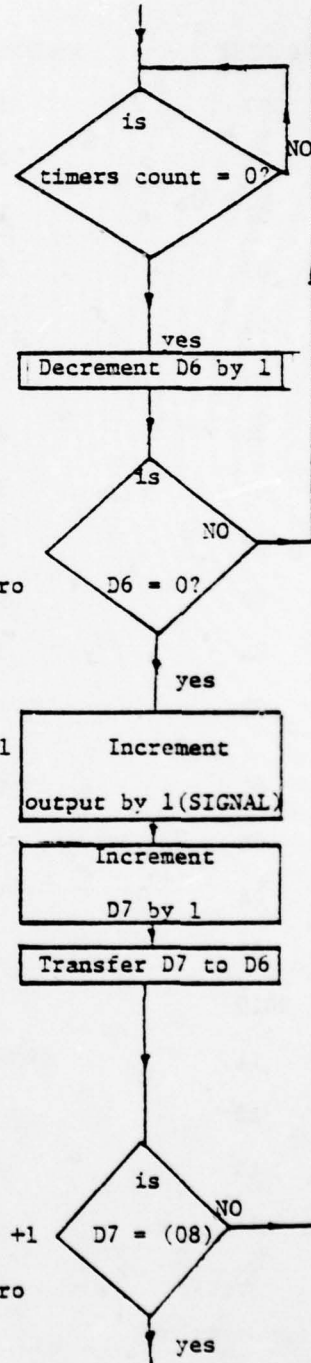 is
NO
timers count = 0?
yes
Decrement D6 by 1
is
NO
ro
D6 = 0?
yes
1
Increment
output by 1(SIGNAL)
Increment
D7 by 1
Transfer D7 to D6
is
NO
+1
D7 = (08)
ro
yes